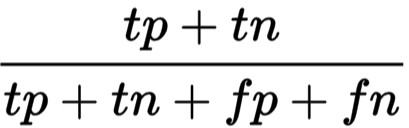 tp + tn
tp + tn + fp + fn